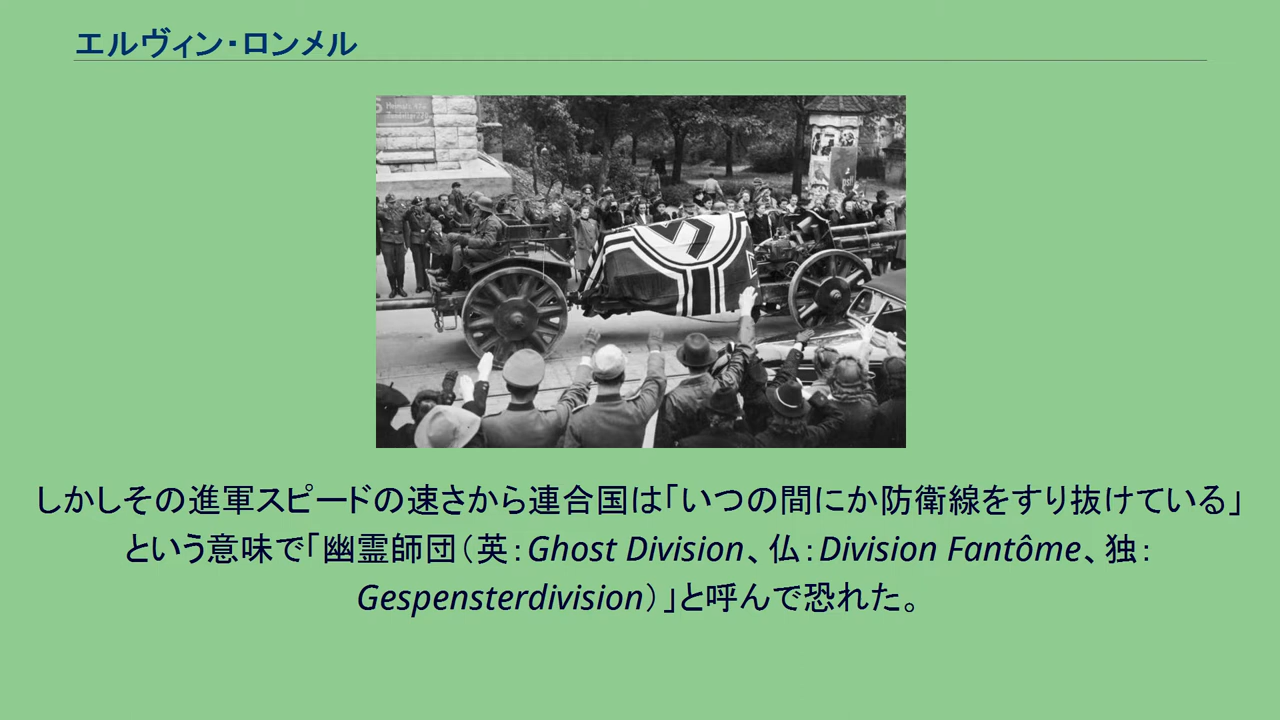 エルヴィン・ロンメル
しかしその進軍スピードの速さから連合国は「いつの間にか防衛線をすり抜けている」
という意味で「幽霊師団（英：Ghost Division、仏：Division Fantôme、独：
Gespensterdivision）」と呼んで恐れた。